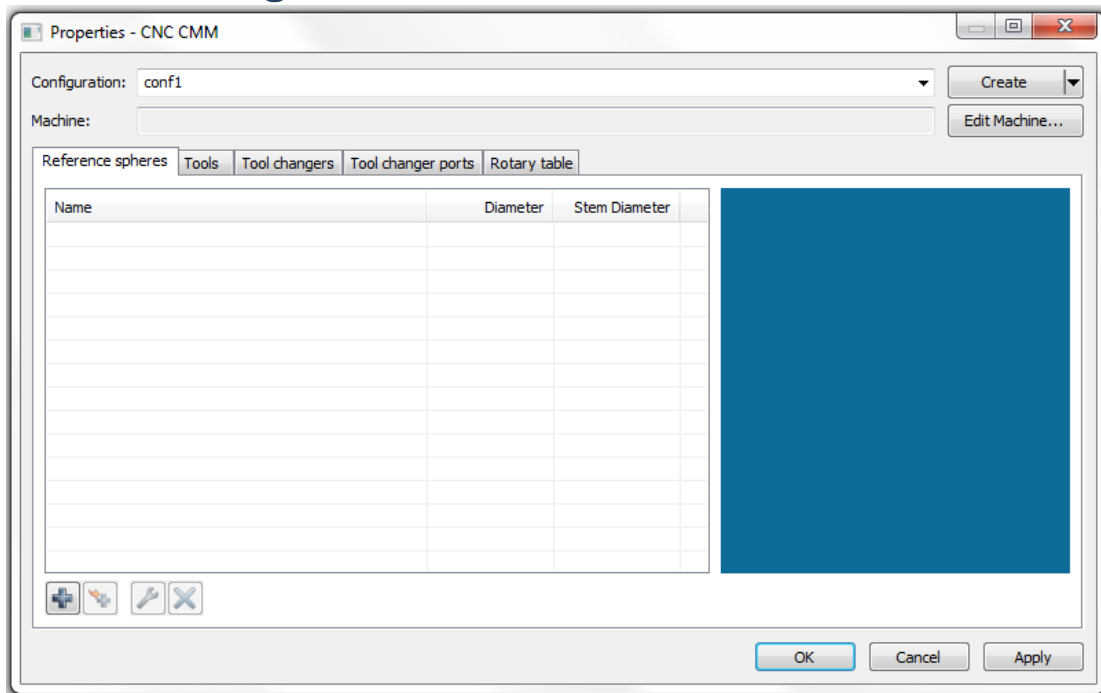 Properties - CNC CMM
Configuration: conf1 Create
Machine: Edit Machine...
Reference spheres Tools Tool changers Tool changer ports Rotary table
Name Diameter Stem Diameter
OK Cancel Apply